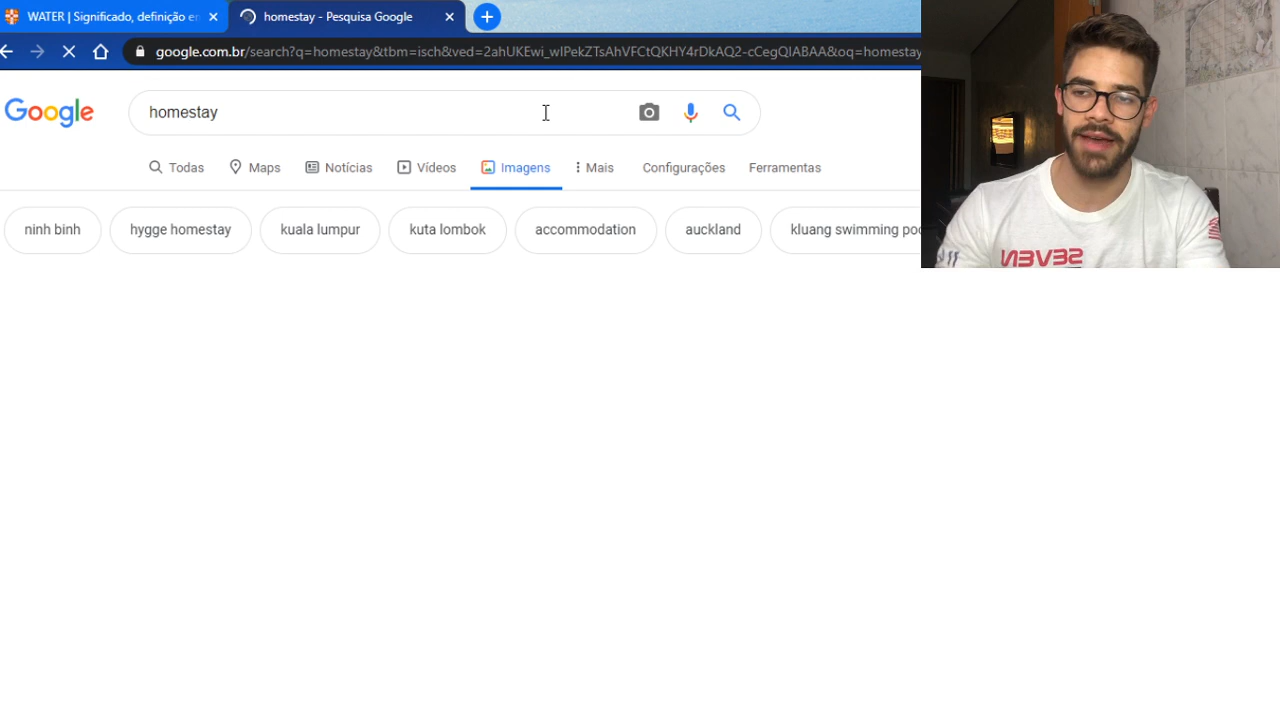 WATER | Significado, definição e
homestay - Pesquisa Google
google.com.br/search?q=homestay&tbm=isch&ved=2ahUKEwi_wIPekZTsAhVFCtQKHY4rDkAQ2-cCegQIABAA&oq=homestay
Google
homestay
Todas
Maps
Notícias
Vídeos
Imagens
Mais
Configurações
Ferramentas
ninh binh
hygge homestay
kuala lumpur
kuta lombok
accommodation
auckland
kluang swimming poo